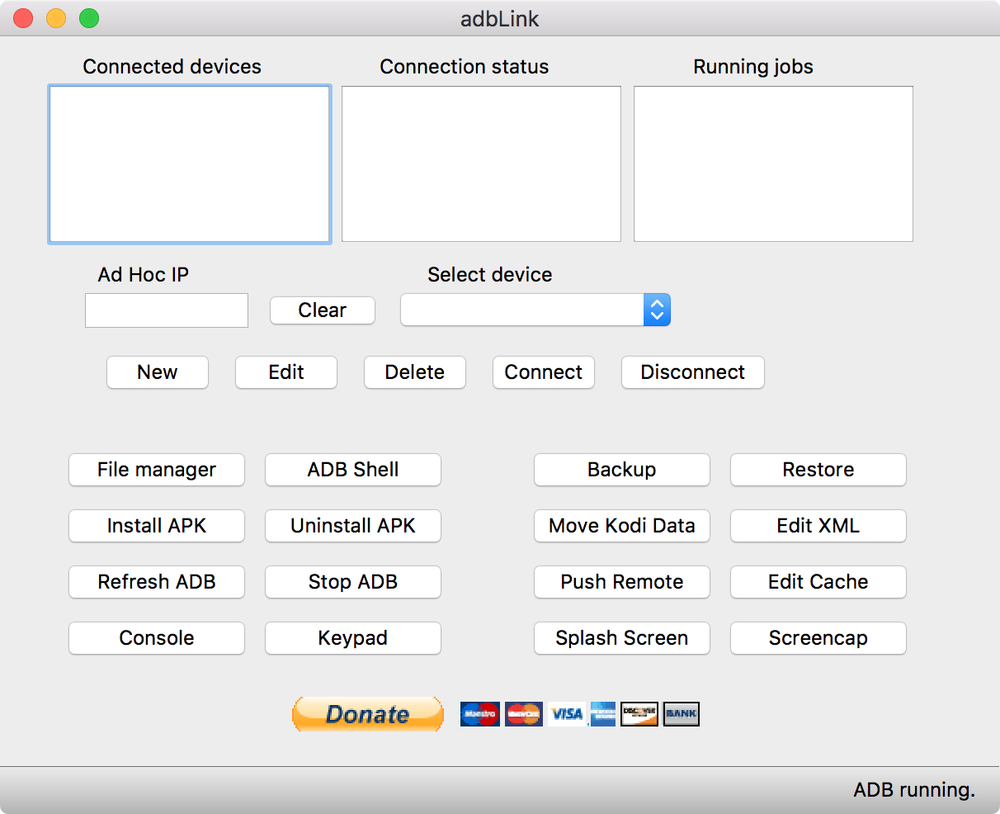 adbLink
Connected devices Connection status Running jobs
Ad Hoc IP Select device
Clear
New Edit Delete Connect Disconnect
File manager ADB Shell Backup Restore
Install APK Uninstall APK Move Kodi Data Edit XML
Refresh ADB Stop ADB Push Remote Edit Cache
Console Keypad Splash Screen Screencap
Donate Maestro MasterCard VISA DISCOVER BANK
ADB running.